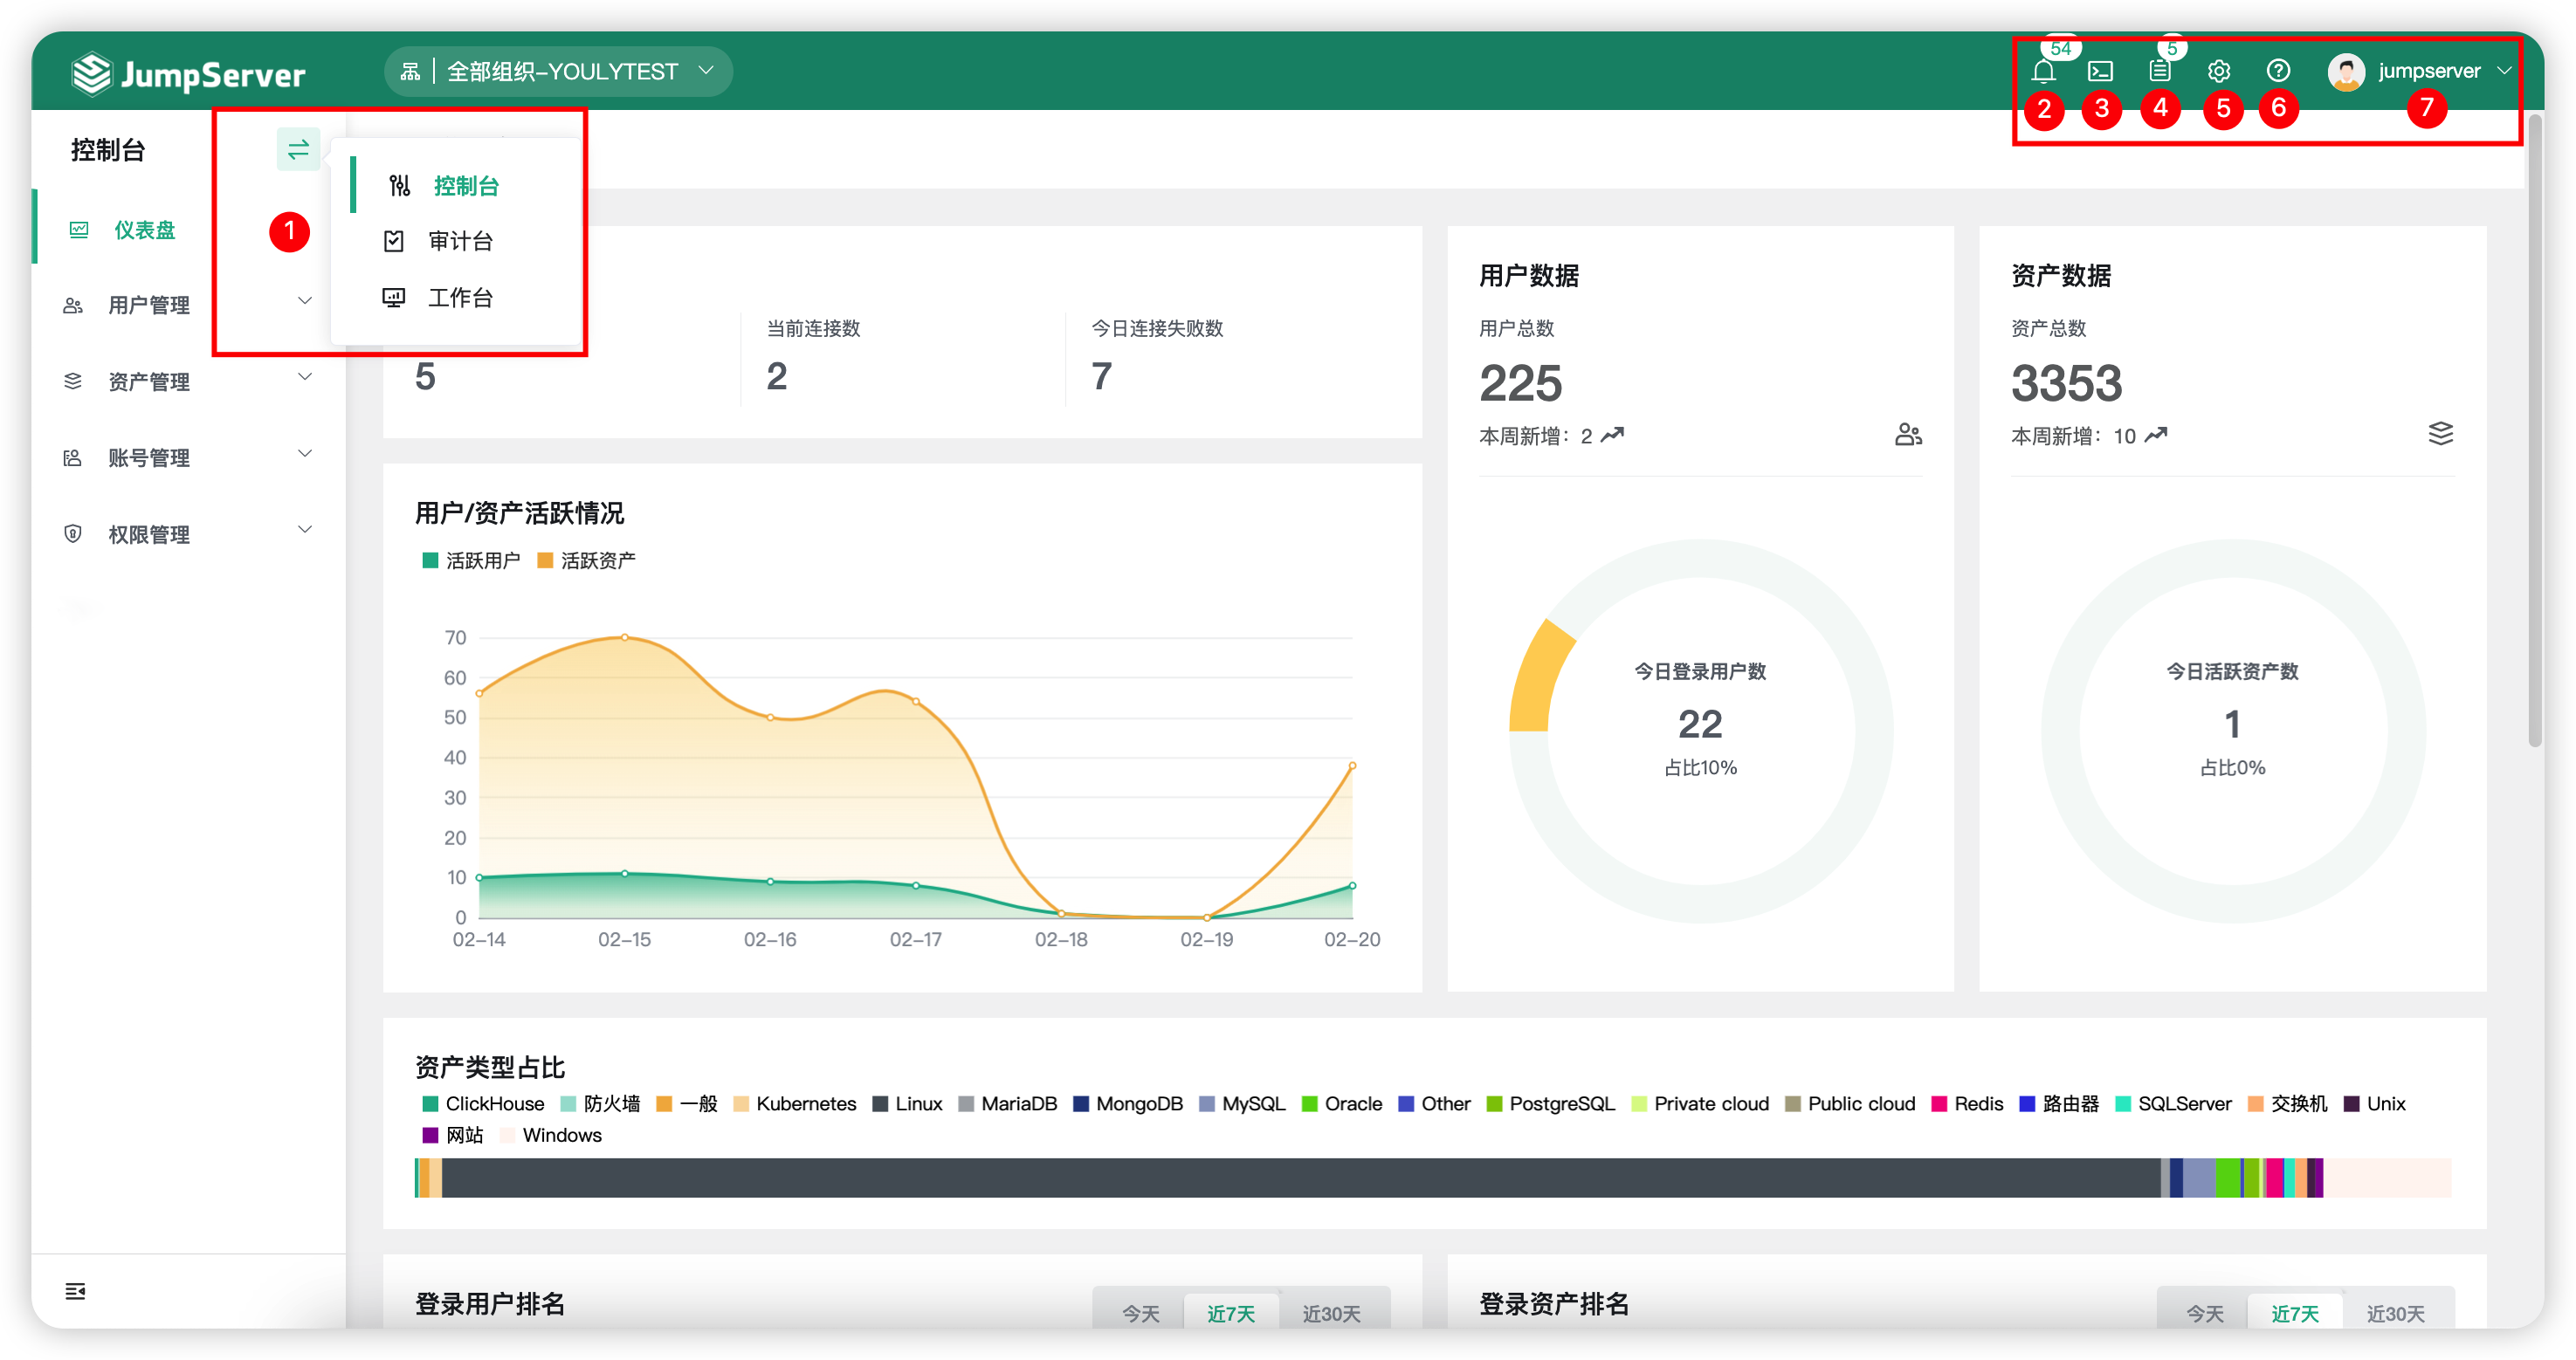 JumpServer
全部组织-YOULYTEST
54
5
jumpserver
2
3
4
5
6
7
控制台
仪表盘
用户管理
资产管理
账号管理
权限管理
1
控制台
审计台
工作台
5
当前连接数
2
今日连接失败数
7
用户数据
用户总数
225
本周新增：2
今日登录用户数
22
占比10%
资产数据
资产总数
3353
本周新增：10
今日活跃资产数
1
占比0%
用户/资产活跃情况
活跃用户 活跃资产
70
60
50
40
30
20
10
0
02-14 02-15 02-16 02-17 02-18 02-19 02-20
资产类型占比
ClickHouse 防火墙 一般 Kubernetes Linux MariaDB MongoDB MySQL Oracle Other PostgreSQL Private cloud Public cloud Redis 路由器 SQLServer 交换机 Unix
网站 Windows
登录用户排名
今天 近7天 近30天
登录资产排名
今天 近7天 近30天